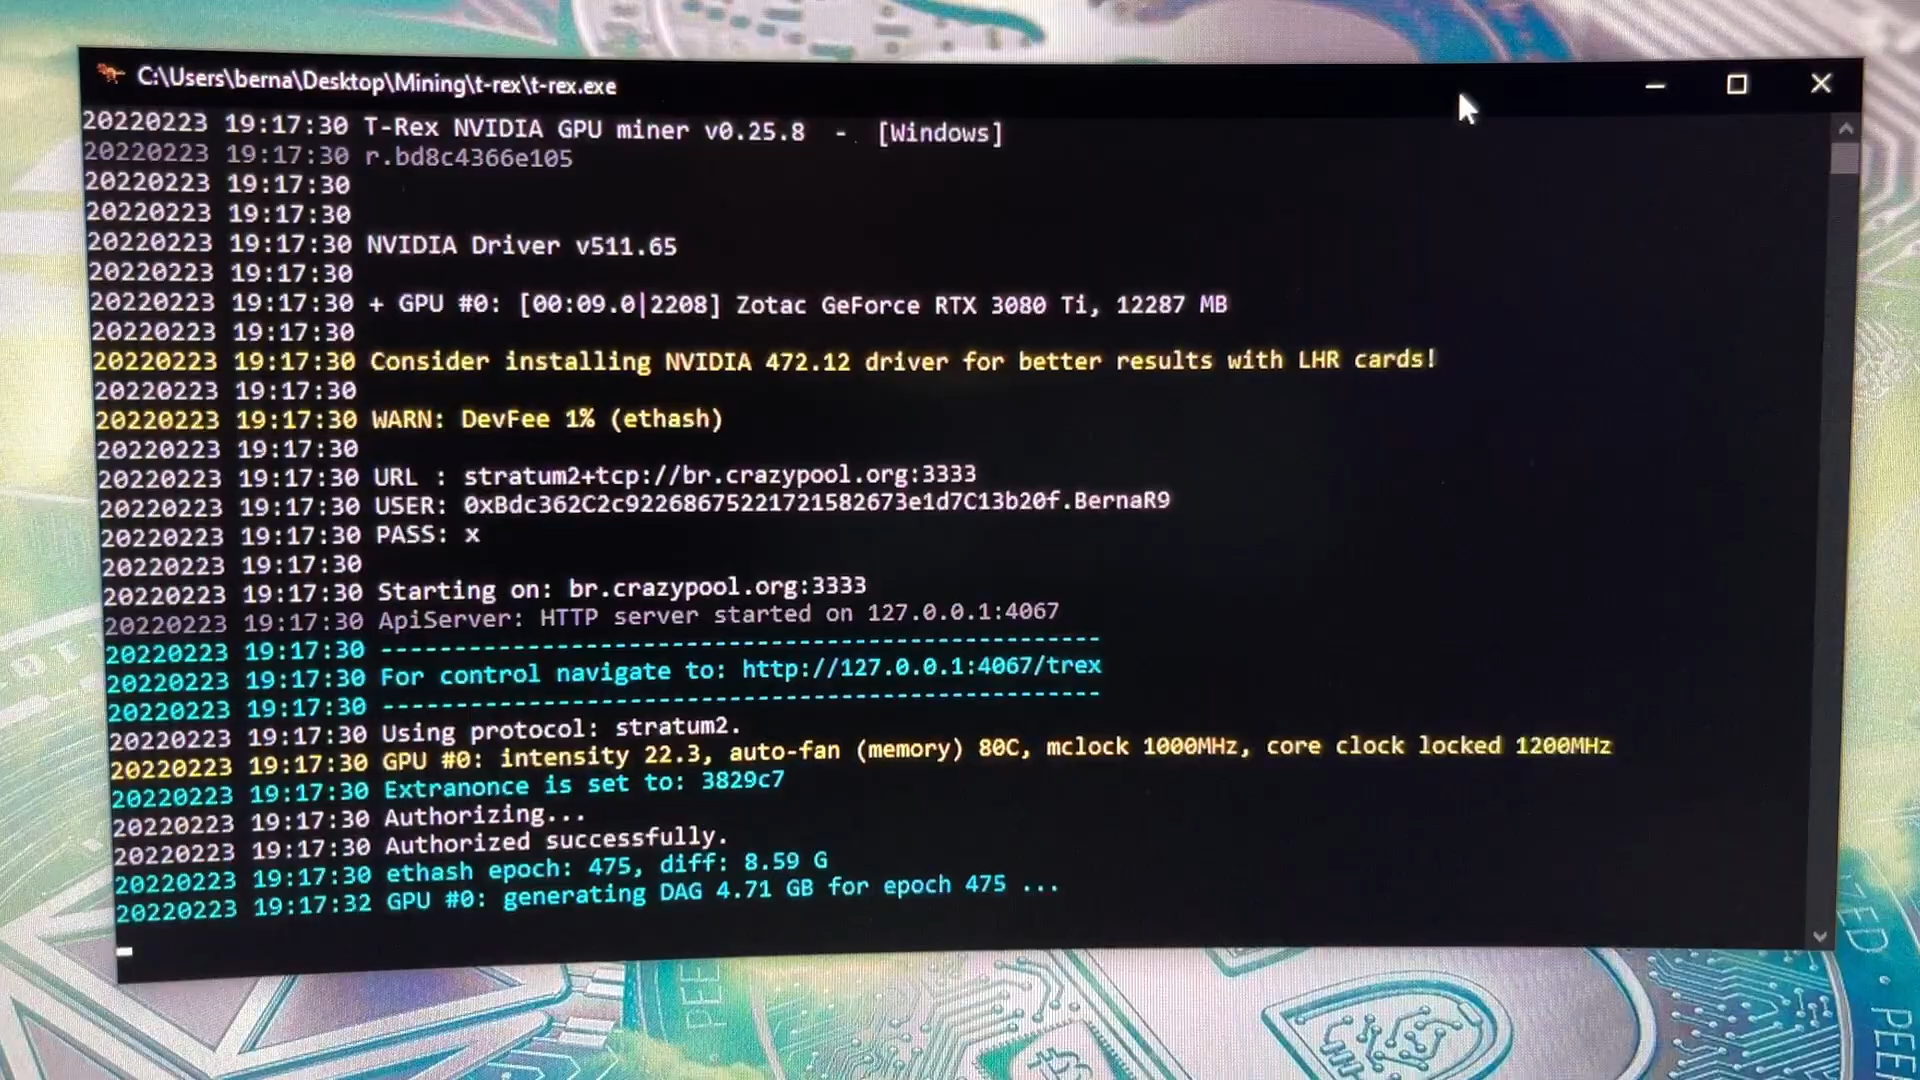 C:\Users\berna\Desktop\Mining\t-rex\t-rex.exe
20220223 19:17:30 T-Rex NVIDIA GPU miner v0.25.8 - [Windows]
20220223 19:17:30 r.bd8c4366e105
20220223 19:17:30
20220223 19:17:30
20220223 19:17:30 NVIDIA Driver v511.65
20220223 19:17:30
20220223 19:17:30 + GPU #0: [00:09.0|2208] Zotac GeForce RTX 3080 Ti, 12287 MB
20220223 19:17:30
20220223 19:17:30 Consider installing NVIDIA 472.12 driver for better results with LHR cards!
20220223 19:17:30
20220223 19:17:30 WARN: DevFee 1% (ethash)
20220223 19:17:30
20220223 19:17:30 URL : stratum2+tcp://br.crazypool.org:3333
20220223 19:17:30 USER: 0xBdc362C2c92268675221721582673e1d7C13b20f.BernaR9
20220223 19:17:30 PASS: x
20220223 19:17:30
20220223 19:17:30 Starting on: br.crazypool.org:3333
20220223 19:17:30 ApiServer: HTTP server started on 127.0.0.1:4067
20220223 19:17:30 -------------------------------------------------
20220223 19:17:30 For control navigate to: http://127.0.0.1:4067/trex
20220223 19:17:30 -------------------------------------------------
20220223 19:17:30 Using protocol: stratum2.
20220223 19:17:30 GPU #0: intensity 22.3, auto-fan (memory) 80C, mclock 1000MHz, core clock locked 1200MHz
20220223 19:17:30 Extranonce is set to: 3829c7
20220223 19:17:30 Authorizing...
20220223 19:17:30 Authorized successfully.
20220223 19:17:30 ethash epoch: 475, diff: 8.59 G
20220223 19:17:32 GPU #0: generating DAG 4.71 GB for epoch 475 ...